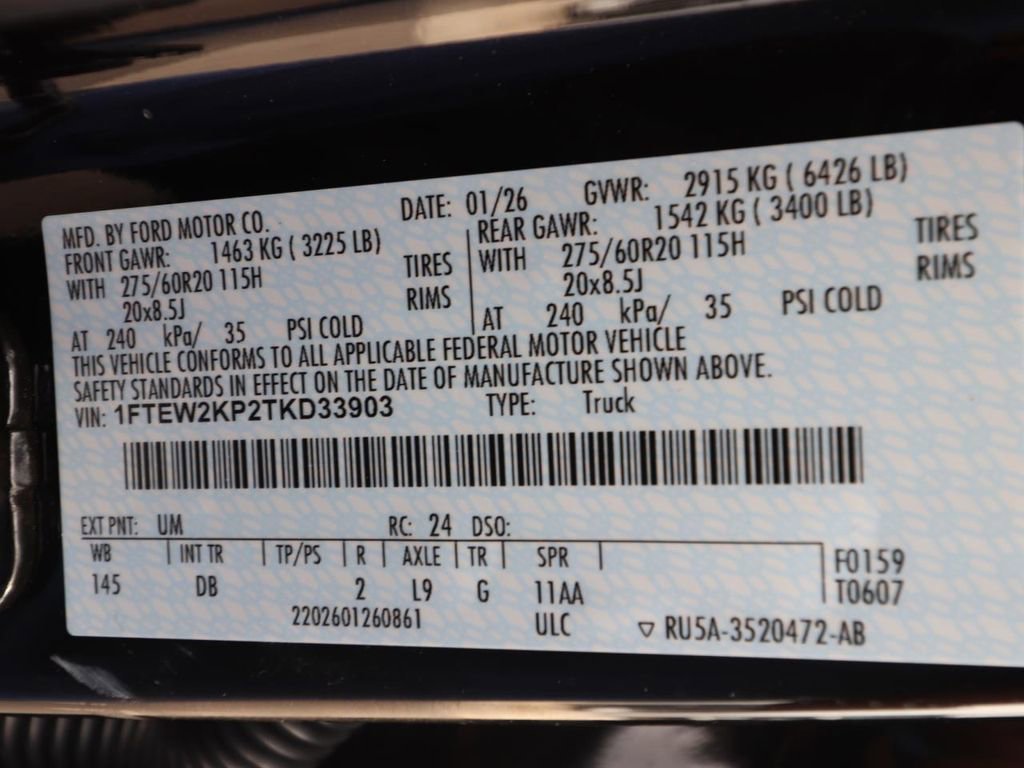 MFD. BY FORD MOTOR CO. DATE: 01/26 GVWR: 2915 KG ( 6426 LB)
FRONT GAWR: 1463 KG ( 3225 LB) REAR GAWR: 1542 KG ( 3400 LB)
WITH 275/60R20 115H TIRES WITH 275/60R20 115H TIRES
20x8.5J RIMS 20x8.5J RIMS
AT 240 kPa/ 35 PSI COLD AT 240 kPa/ 35 PSI COLD
THIS VEHICLE CONFORMS TO ALL APPLICABLE FEDERAL MOTOR VEHICLE
SAFETY STANDARDS IN EFFECT ON THE DATE OF MANUFACTURE SHOWN ABOVE.
VIN: 1FTEW2KP2TKD33903 TYPE: Truck
EXT PNT: UM RC: 24 DSO:
WB INT TR TP/PS R AXLE TR SPR F0159
145 DB 2 L9 G 11AA T0607
2202601260861 ULC ▽ RU5A-3520472-AB